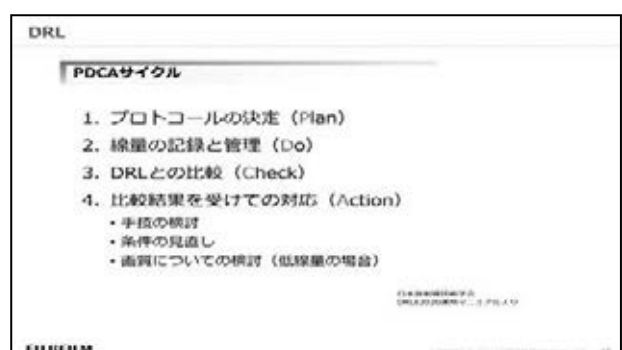 DRL
PDCAサイクル
1. プロトコールの決定（Plan）
2. 線量の記録と管理（Do）
3. DRLとの比較（Check）
4. 比較結果を受けての対応（Action）
・手技の検討
・条件の見直し
・画質についての検討（低線量の場合）
FUJIFILM